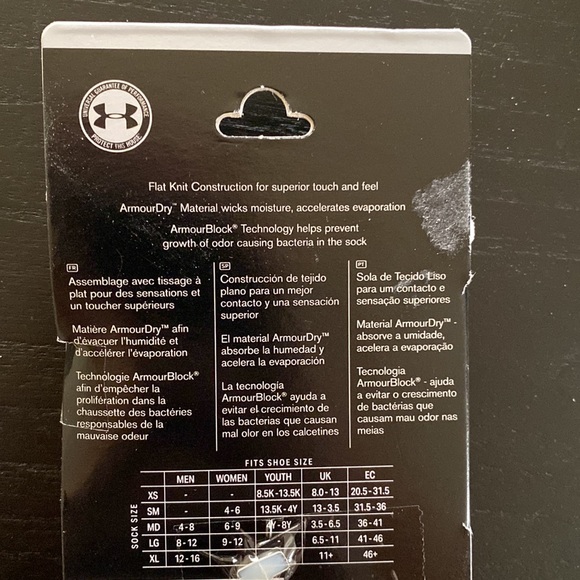 UNIVERSAL GUARANTEE OF PERFORMANCE
PROTECT THIS HOUSE
Flat Knit Construction for superior touch and feel
ArmourDry™ Material wicks moisture, accelerates evaporation
ArmourBlock® Technology helps prevent
growth of odor causing bacteria in the sock
FR
Assemblage avec tissage à
plat pour des sensations et
un toucher supérieurs
Matière ArmourDry™ afin
d'évacuer l'humidité et
d'accélérer l'évaporation
Technologie ArmourBlock®
afin d'empêcher la
prolifération dans la
chaussette des bactéries
responsables de la
mauvaise odeur
SP
Construcción de tejido
plano para un mejor
contacto y una sensación
superior
El material ArmourDry™
absorbe la humedad y
acelera la evaporación
La tecnología
ArmourBlock® ayuda a
evitar el crecimiento de
las bacterias que causan
mal olor en los calcetines
PT
Sola de Tecido Liso
para um contacto e
sensação superiores
Material ArmourDry™ -
absorve a umidade,
acelera a evaporação
Tecnologia
ArmourBlock® - ajuda
a evitar o crescimento
de bactérias que
causam mau odor nas
meias
FITS SHOE SIZE
MEN WOMEN YOUTH UK EC
SOCK SIZE
XS - - 8.5K-13.5K 8.0-13 20.5-31.5
SM - 4-6 13.5K-4Y 13-3.5 31.5-36
MD 4-8 6-9 4Y-8Y 3.5-6.5 36-41
LG 8-12 9-12 6.5-11 41-46
XL 12-16 11+ 46+